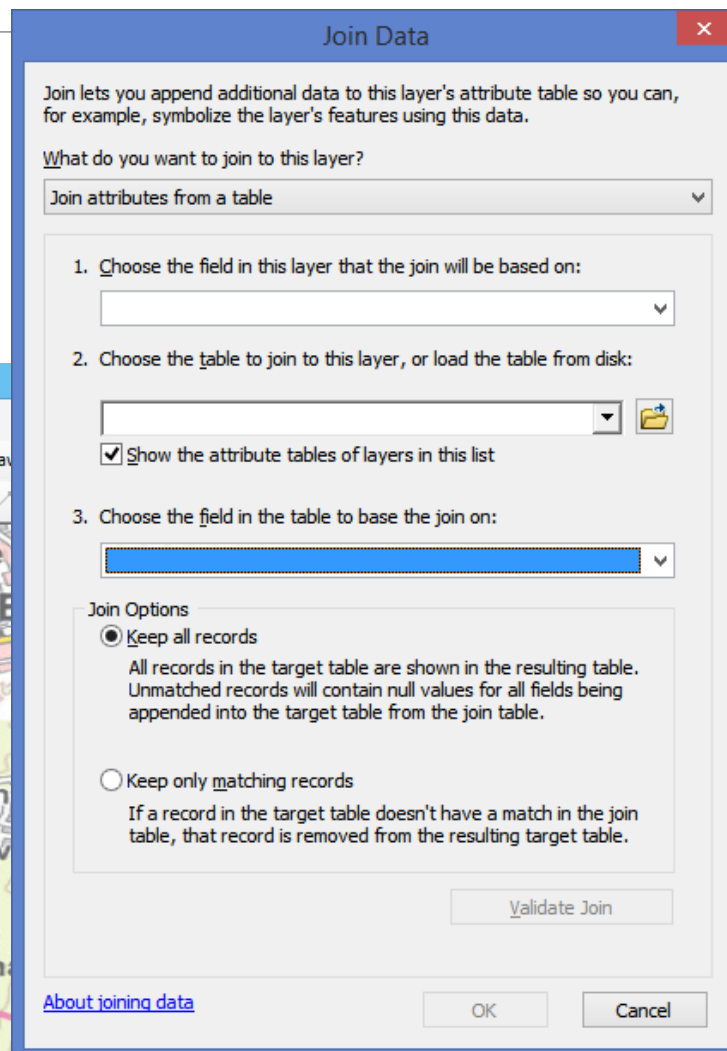 Join Data
Join lets you append additional data to this layer's attribute table so you can,
for example, symbolize the layer's features using this data.
What do you want to join to this layer?
Join attributes from a table
1. Choose the field in this layer that the join will be based on:
2. Choose the table to join to this layer, or load the table from disk:
Show the attribute tables of layers in this list
3. Choose the field in the table to base the join on:
Join Options
Keep all records
All records in the target table are shown in the resulting table.
Unmatched records will contain null values for all fields being
appended into the target table from the join table.
Keep only matching records
If a record in the target table doesn't have a match in the join
table, that record is removed from the resulting target table.
Validate Join
About joining data
OK
Cancel